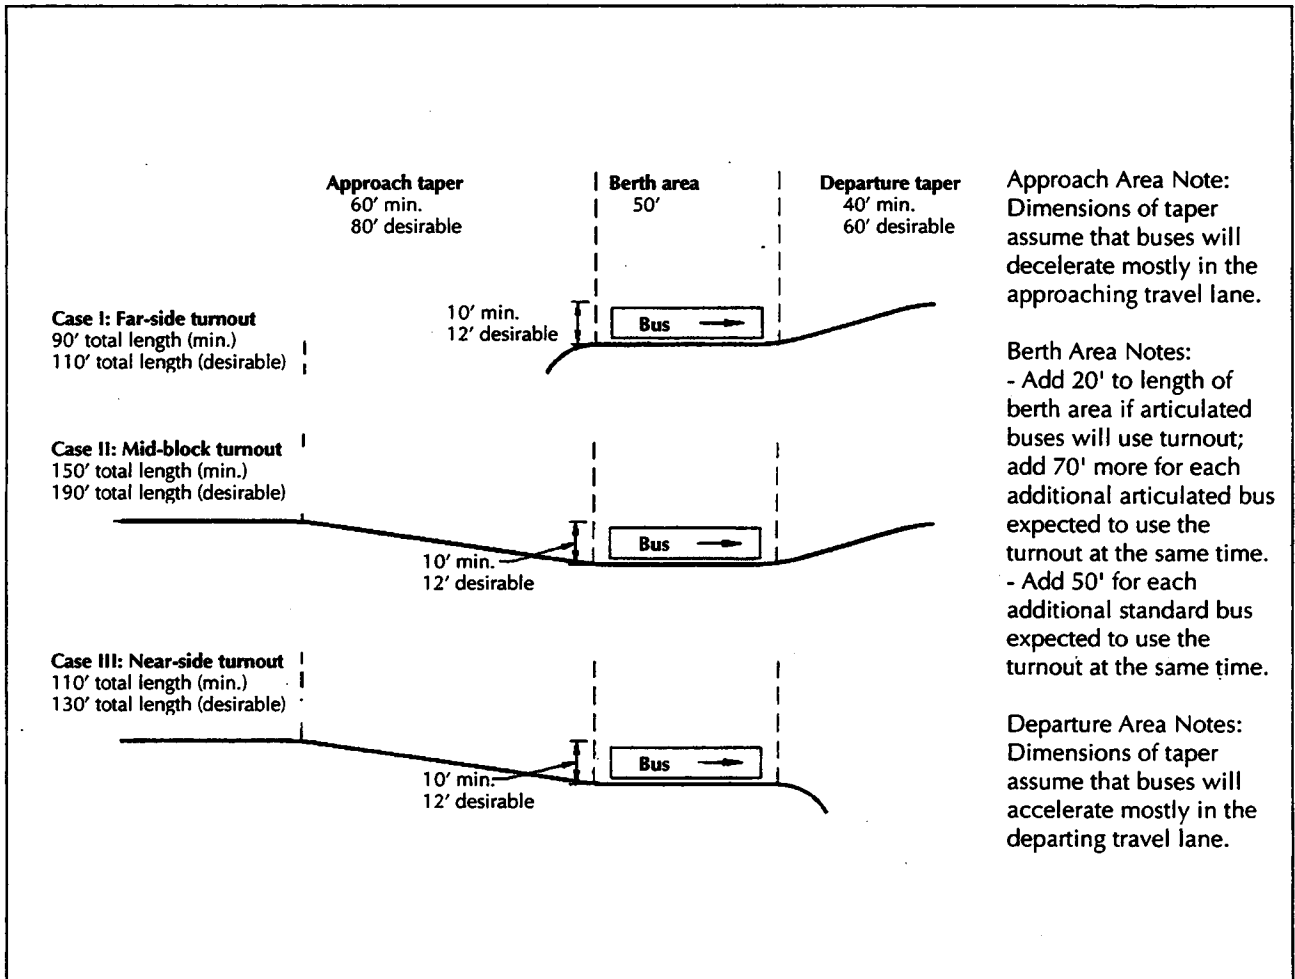 Approach taper
60' min.
80' desirable
Berth area
50'
Departure taper
40' min.
60' desirable
Case I: Far-side turnout
90' total length (min.)
110' total length (desirable)
10' min.
12' desirable
Bus
Case II: Mid-block turnout
150' total length (min.)
190' total length (desirable)
10' min.
12' desirable
Bus
Case III: Near-side turnout
110' total length (min.)
130' total length (desirable)
10' min.
12' desirable
Bus
Approach Area Note:
Dimensions of taper
assume that buses will
decelerate mostly in the
approaching travel lane.
Berth Area Notes:
- Add 20' to length of
berth area if articulated
buses will use turnout;
add 70' more for each
additional articulated bus
expected to use the
turnout at the same time.
- Add 50' for each
additional standard bus
expected to use the
turnout at the same time.
Departure Area Notes:
Dimensions of taper
assume that buses will
accelerate mostly in the
departing travel lane.